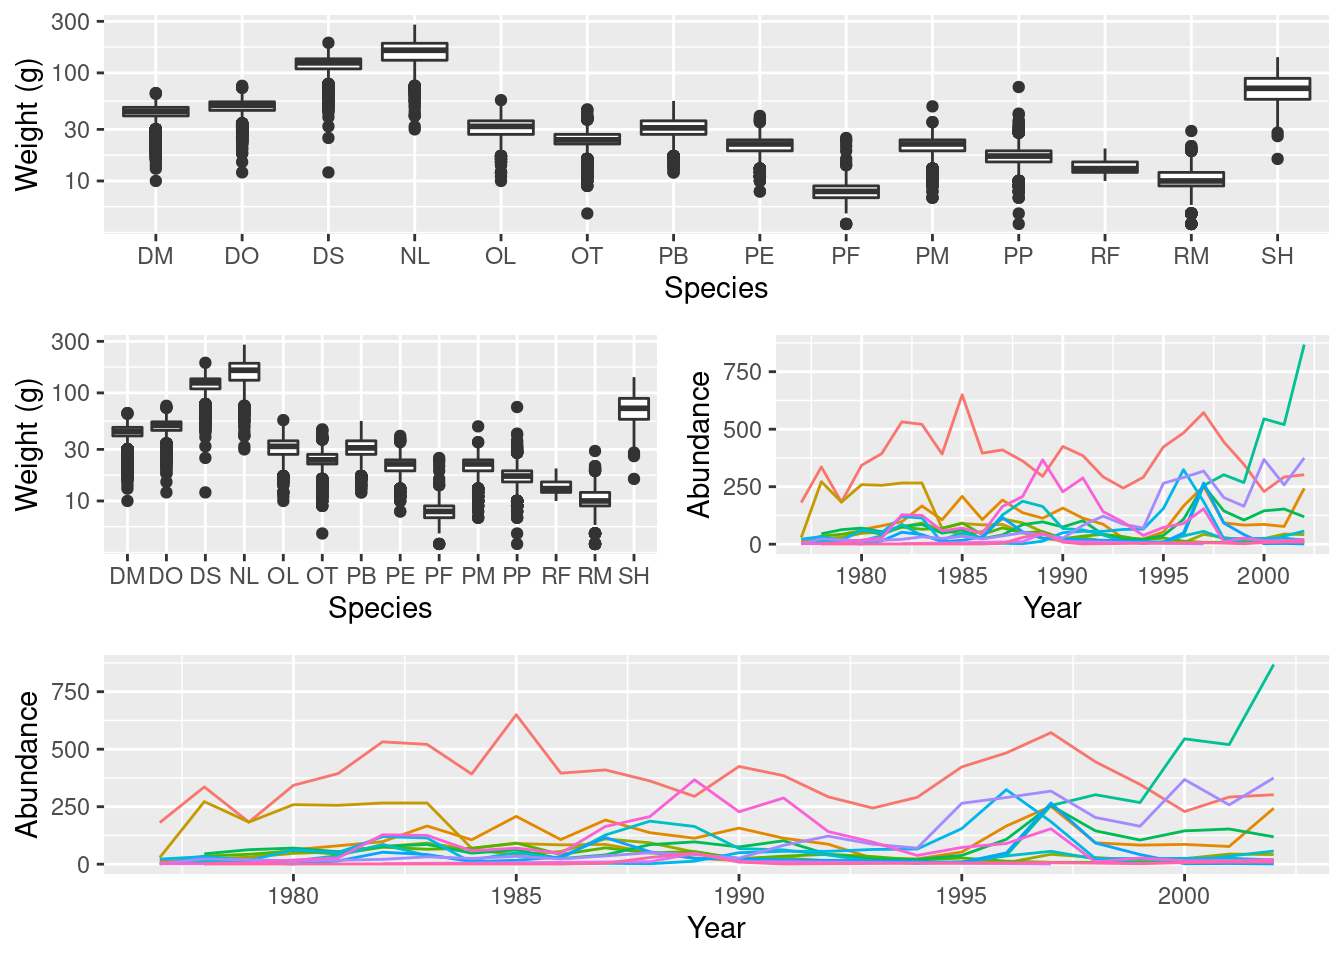 Weight (g)
300
100
30
10
DM DO DS NL OL OT PB PE PF PM PP RF RM SH
Species
Weight (g)
300
100
30
10
DM DO DS NL OL OT PB PE PF PM PP RF RM SH
Species
Abundance
750
500
250
0
1980 1985 1990 1995 2000
Year
Abundance
750
500
250
0
1980 1985 1990 1995 2000
Year